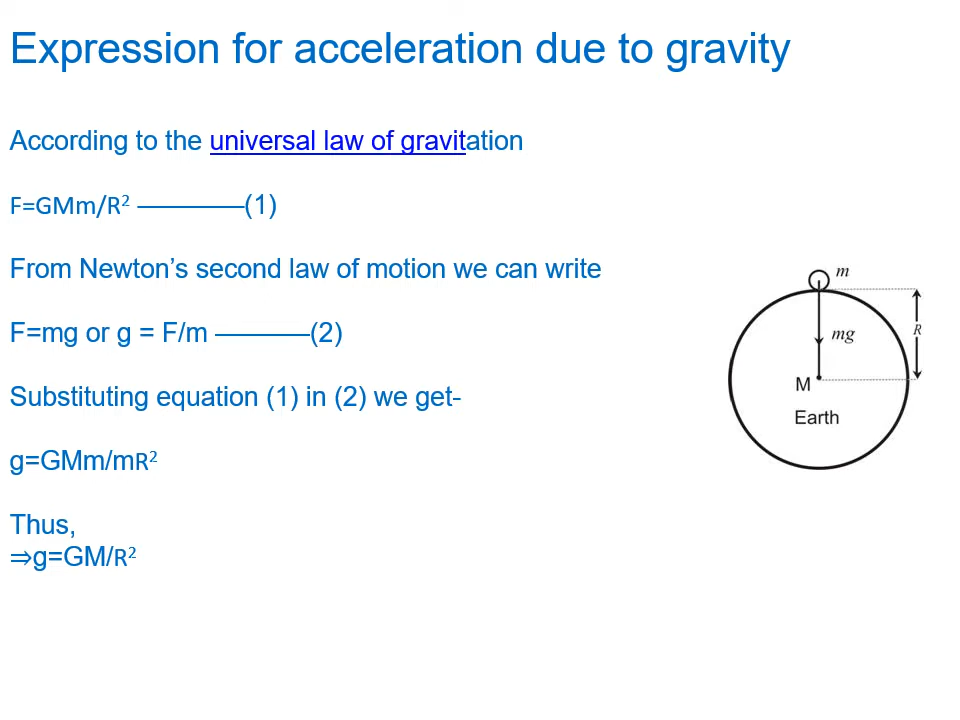 Expression for acceleration due to gravity
According to the universal law of gravitation
F=GMm/R² ————(1)
From Newton’s second law of motion we can write
F=mg or g = F/m ———–(2)
Substituting equation (1) in (2) we get-
g=GMm/mR²
Thus,
⇒g=GM/R²
m
R
mg
M
Earth